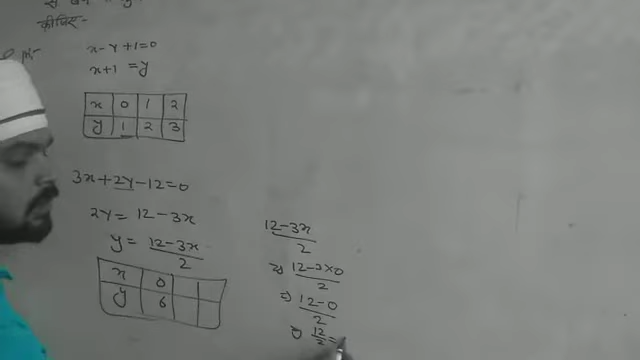 कीजिए-
x-y+1=0
x+1 =y
x 0 1 2
y 1 2 3
3x+2y-12=0
2y= 12-3x
y= 12-3x/2
x 0
y 6
12-3x/2
⇒ 12-3×0/2
⇒ 12-0/2
⇒ 12/2 =